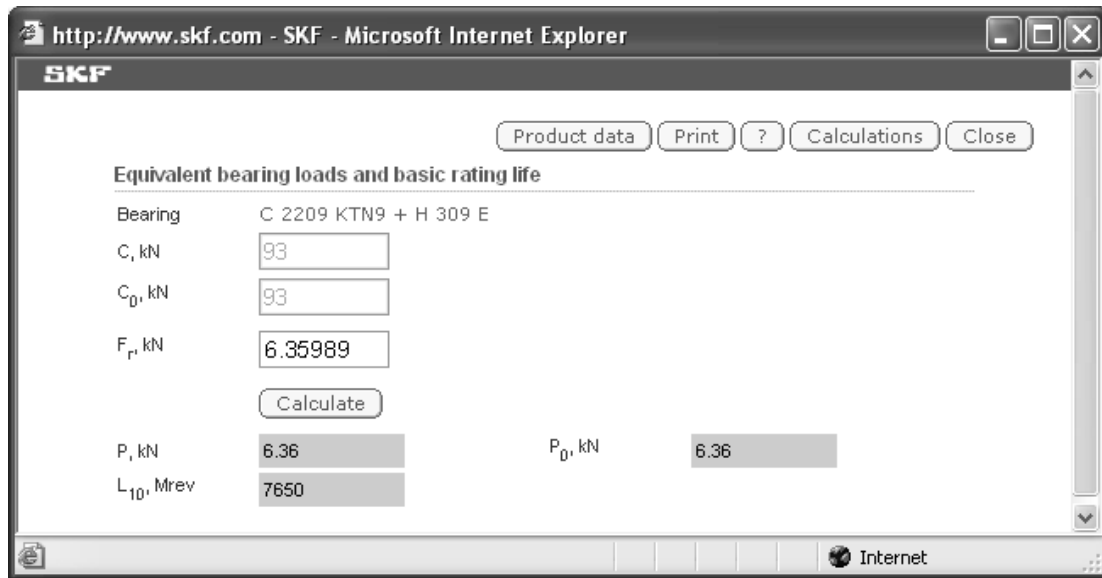 http://www.skf.com - SKF - Microsoft Internet Explorer
SKF
Product data Print ? Calculations Close
Equivalent bearing loads and basic rating life
Bearing C 2209 KTN9 + H 309 E
C, kN 93
C0, kN 93
Fr, kN 6.35989
Calculate
P, kN 6.36 P0, kN 6.36
L10, Mrev 7650
Internet